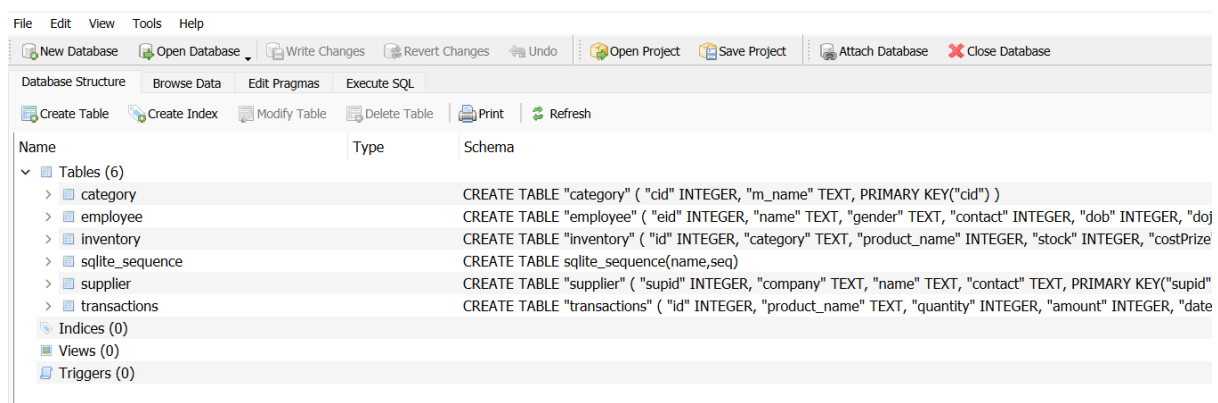 File Edit View Tools Help
New Database Open Database Write Changes Revert Changes Undo Open Project Save Project Attach Database Close Database
Database Structure Browse Data Edit Pragmas Execute SQL
Create Table Create Index Modify Table Delete Table Print Refresh
Name Type Schema
Tables (6)
category CREATE TABLE "category" ( "cid" INTEGER, "m_name" TEXT, PRIMARY KEY("cid") )
employee CREATE TABLE "employee" ( "eid" INTEGER, "name" TEXT, "gender" TEXT, "contact" INTEGER, "dob" INTEGER, "doj
inventory CREATE TABLE "inventory" ( "id" INTEGER, "category" TEXT, "product_name" INTEGER, "stock" INTEGER, "costPrize"
sqlite_sequence CREATE TABLE sqlite_sequence(name,seq)
supplier CREATE TABLE "supplier" ( "supid" INTEGER, "company" TEXT, "name" TEXT, "contact" TEXT, PRIMARY KEY("supid"
transactions CREATE TABLE "transactions" ( "id" INTEGER, "product_name" TEXT, "quantity" INTEGER, "amount" INTEGER, "date
Indices (0)
Views (0)
Triggers (0)